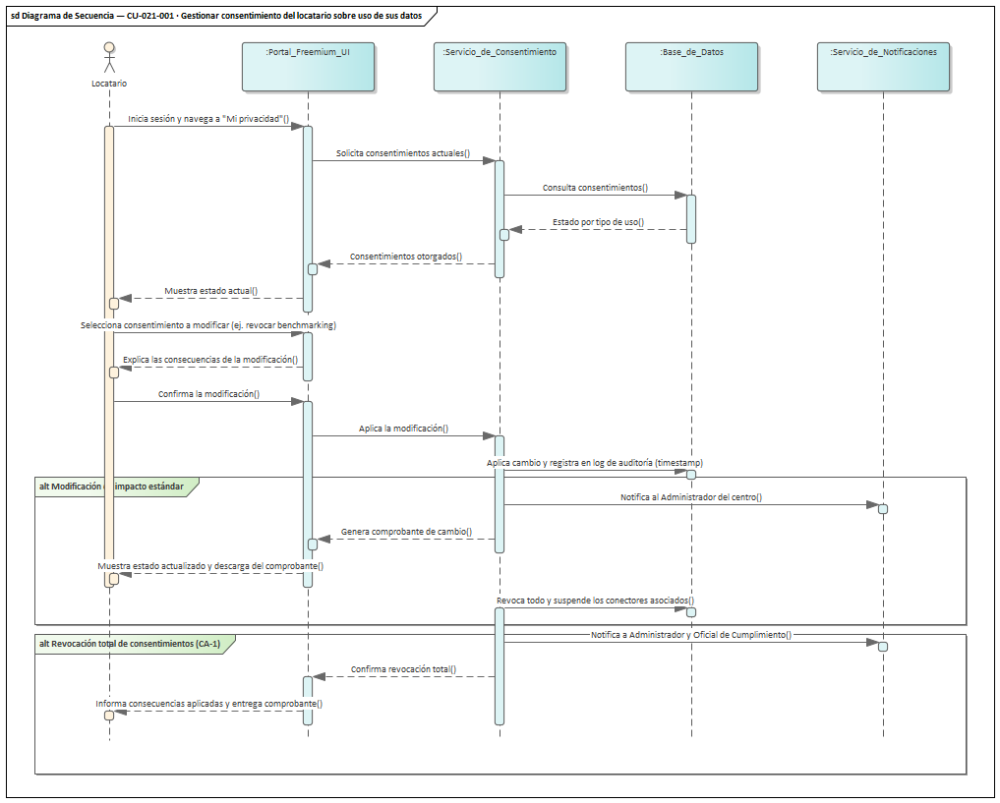 sd Diagrama de Secuencia — CU-021-001 · Gestionar consentimiento del locatario sobre uso de sus datos
:Portal_Freemium_UI
:Servicio_de_Consentimiento
:Base_de_Datos
:Servicio_de_Notificaciones
Locatario
Inicia sesión y navega a "Mi privacidad"()
Solicita consentimientos actuales()
Consulta consentimientos()
Estado por tipo de uso()
Consentimientos otorgados()
Muestra estado actual()
Selecciona consentimiento a modificar (ej. revocar benchmarking)
Explica las consecuencias de la modificación()
Confirma la modificación()
Aplica la modificación()
Aplica cambio y registra en log de auditoría (timestamp)
alt Modificación impacto estándar
Notifica al Administrador del centro()
Genera comprobante de cambio()
Muestra estado actualizado y descarga del comprobante()
Revoca todo y suspende los conectores asociados()
alt Revocación total de consentimientos (CA-1)
Notifica a Administrador y Oficial de Cumplimiento()
Confirma revocación total()
Informa consecuencias aplicadas y entrega comprobante()